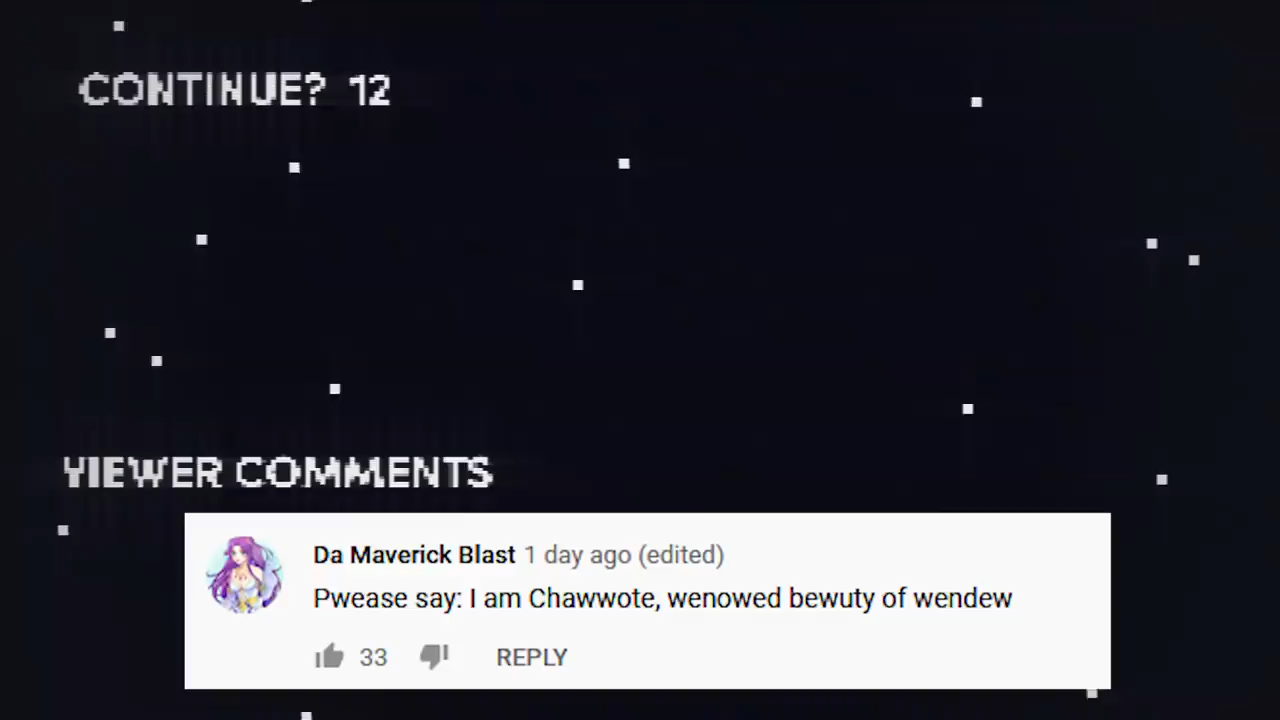 CONTINUE? 12
VIEWER COMMENTS
Da Maverick Blast 1 day ago (edited)
Pwease say: I am Chawwote, wenowed bewuty of wendew
33 REPLY